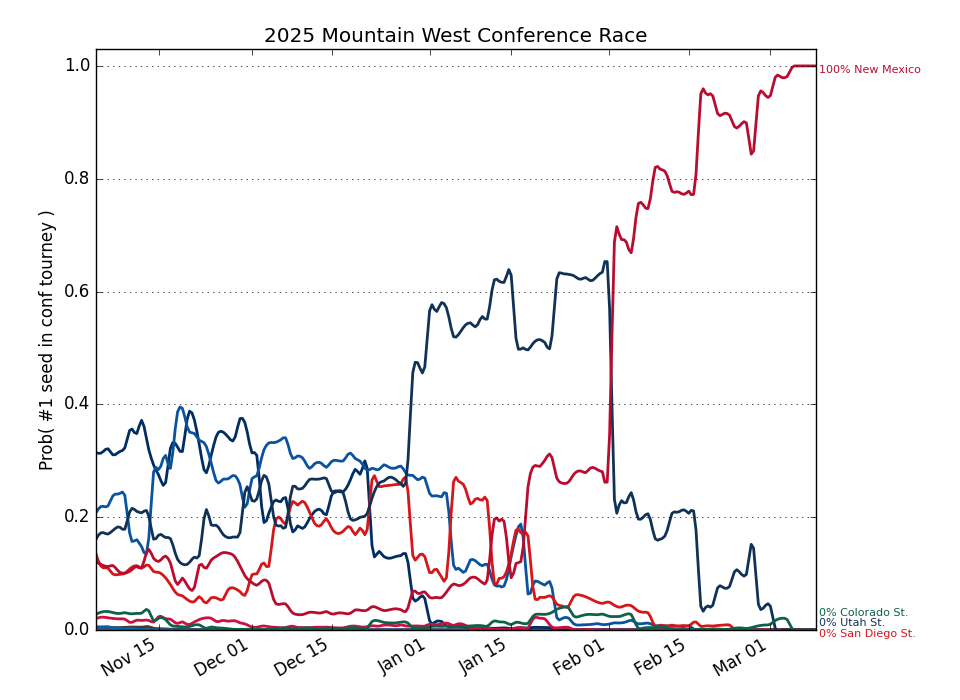 2025 Mountain West Conference Race
Prob( #1 seed in conf tourney )
1.0
0.8
0.6
0.4
0.2
0.0
100% New Mexico
0% Colorado St.
0% Utah St.
0% San Diego St.
Nov 15
Dec 01
Dec 15
Jan 01
Jan 15
Feb 01
Feb 15
Mar 01